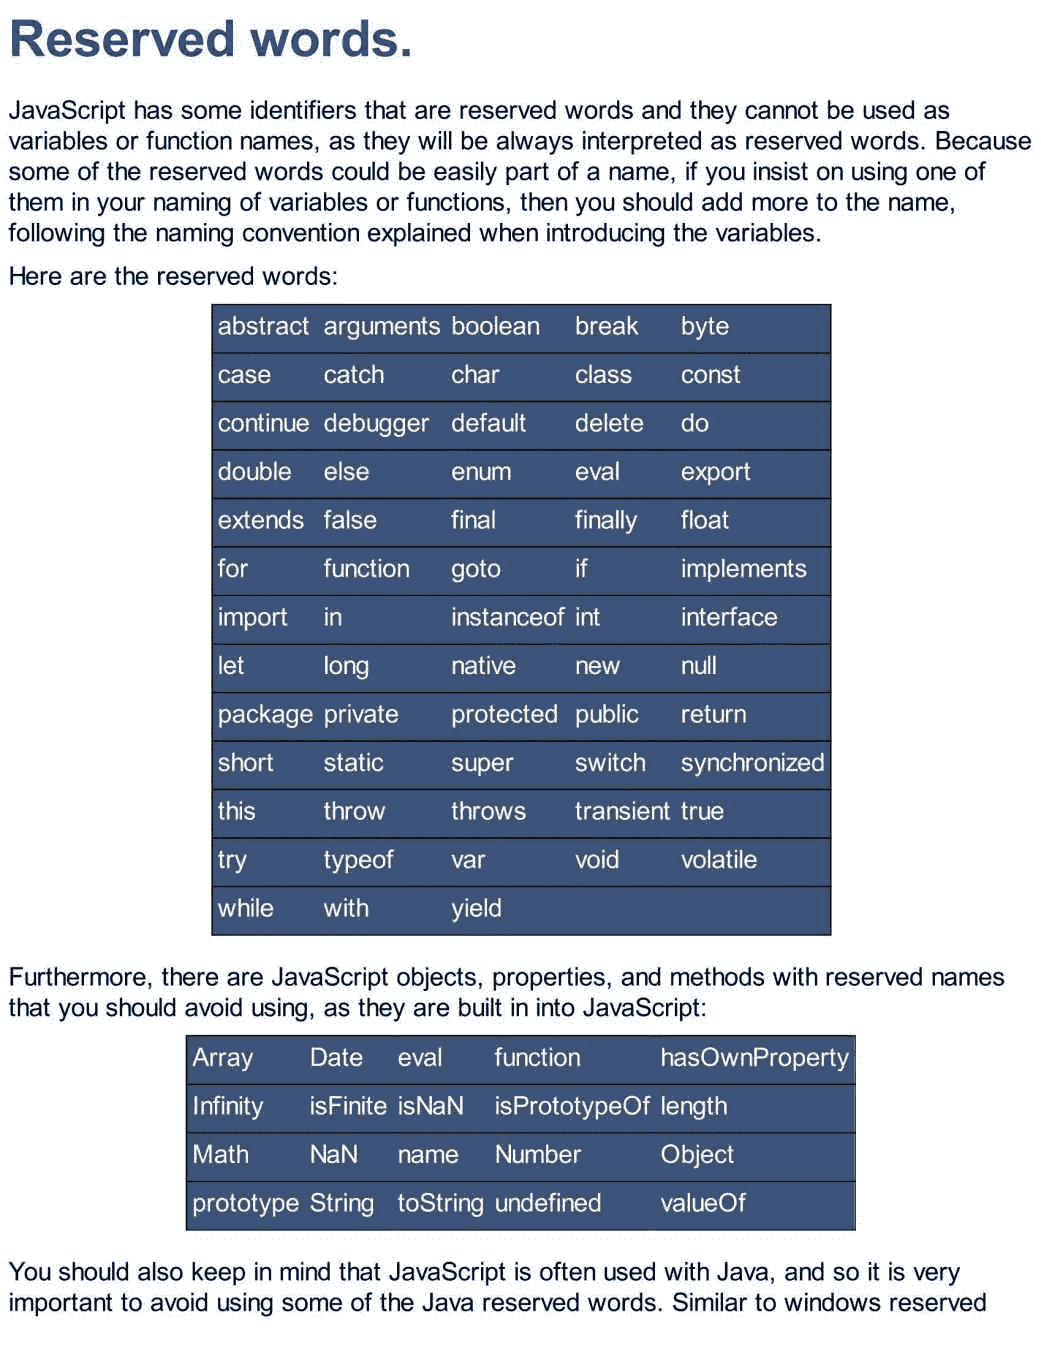 Reserved words.
JavaScript has some identifiers that are reserved words and they cannot be used as
variables or function names, as they will be always interpreted as reserved words. Because
some of the reserved words could be easily part of a name, if you insist on using one of
them in your naming of variables or functions, then you should add more to the name,
following the naming convention explained when introducing the variables.
Here are the reserved words:
abstract arguments boolean break byte
case catch char class const
continue debugger default delete do
double else enum eval export
extends false final finally float
for function goto if implements
import in instanceof int interface
let long native new null
package private protected public return
short static super switch synchronized
this throw throws transient true
try typeof var void volatile
while with yield
Furthermore, there are JavaScript objects, properties, and methods with reserved names
that you should avoid using, as they are built in into JavaScript:
Array Date eval function hasOwnProperty
Infinity isFinite isNaN isPrototypeOf length
Math NaN name Number Object
prototype String toString undefined valueOf
You should also keep in mind that JavaScript is often used with Java, and so it is very
important to avoid using some of the Java reserved words. Similar to windows reserved